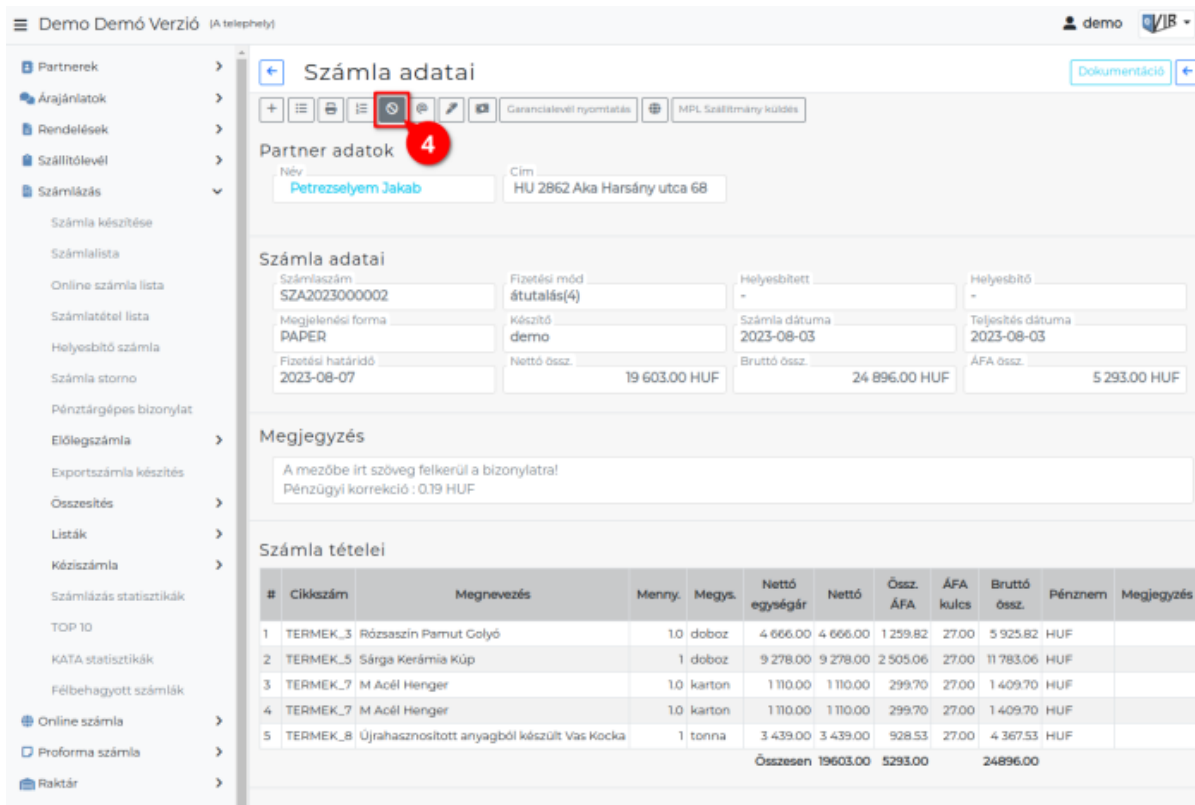 Demo Demó Verzió (A telephely)
demo
VIR
Partnerek
Árajánlatok
Rendelések
Szállítólevél
Számlázás
Számla készítése
Számlalista
Online számla lista
Számlatétel lista
Helyesbítő számla
Számla storno
Pénztárgépes bizonylat
Előlegszámla
Exportszámla készítés
Összesítés
Listák
Kéziszámla
Számlázás statisztikák
TOP 10
KATA statisztikák
Félbehagyott számlák
Online számla
Proforma számla
Raktár
Számla adatai
Dokumentáció
Garancialevél nyomtatás
MPL Szállítmány küldés
4
Partner adatok
Név
Cím
Petrezselyem Jakab
HU 2862 Aka Harsány utca 68
Számla adatai
Számlaszám Fizetési mód Helyesbített Helyesbítő
SZA2023000002 átutalás(4) - -
Megjelenési forma Készítő Számla dátuma Teljesítés dátuma
PAPER demo 2023-08-03 2023-08-03
Fizetési határidő Nettó össz. Bruttó össz. ÁFA össz.
2023-08-07 19 603.00 HUF 24 896.00 HUF 5 293.00 HUF
Megjegyzés
A mezőbe írt szöveg felkerül a bizonylatra!
Pénzügyi korrekció : 0.19 HUF
Számla tételei
# Cikkszám Megnevezés Menny. Megys. Nettó egységár Nettó Össz. ÁFA ÁFA kulcs Bruttó össz. Pénznem Megjegyzés
1 TERMEK_3 Rózsaszín Pamut Golyó 1.0 doboz 4 666.00 4 666.00 1 259.82 27.00 5 925.82 HUF
2 TERMEK_5 Sárga Kerámia Kúp 1 doboz 9 278.00 9 278.00 2 505.06 27.00 11 783.06 HUF
3 TERMEK_7 M Acél Henger 1.0 karton 1 110.00 1 110.00 299.70 27.00 1 409.70 HUF
4 TERMEK_7 M Acél Henger 1.0 karton 1 110.00 1 110.00 299.70 27.00 1 409.70 HUF
5 TERMEK_8 Újrahasznosított anyagból készült Vas Kocka 1 tonna 3 439.00 3 439.00 928.53 27.00 4 367.53 HUF
Összesen 19603.00 5293.00 24896.00